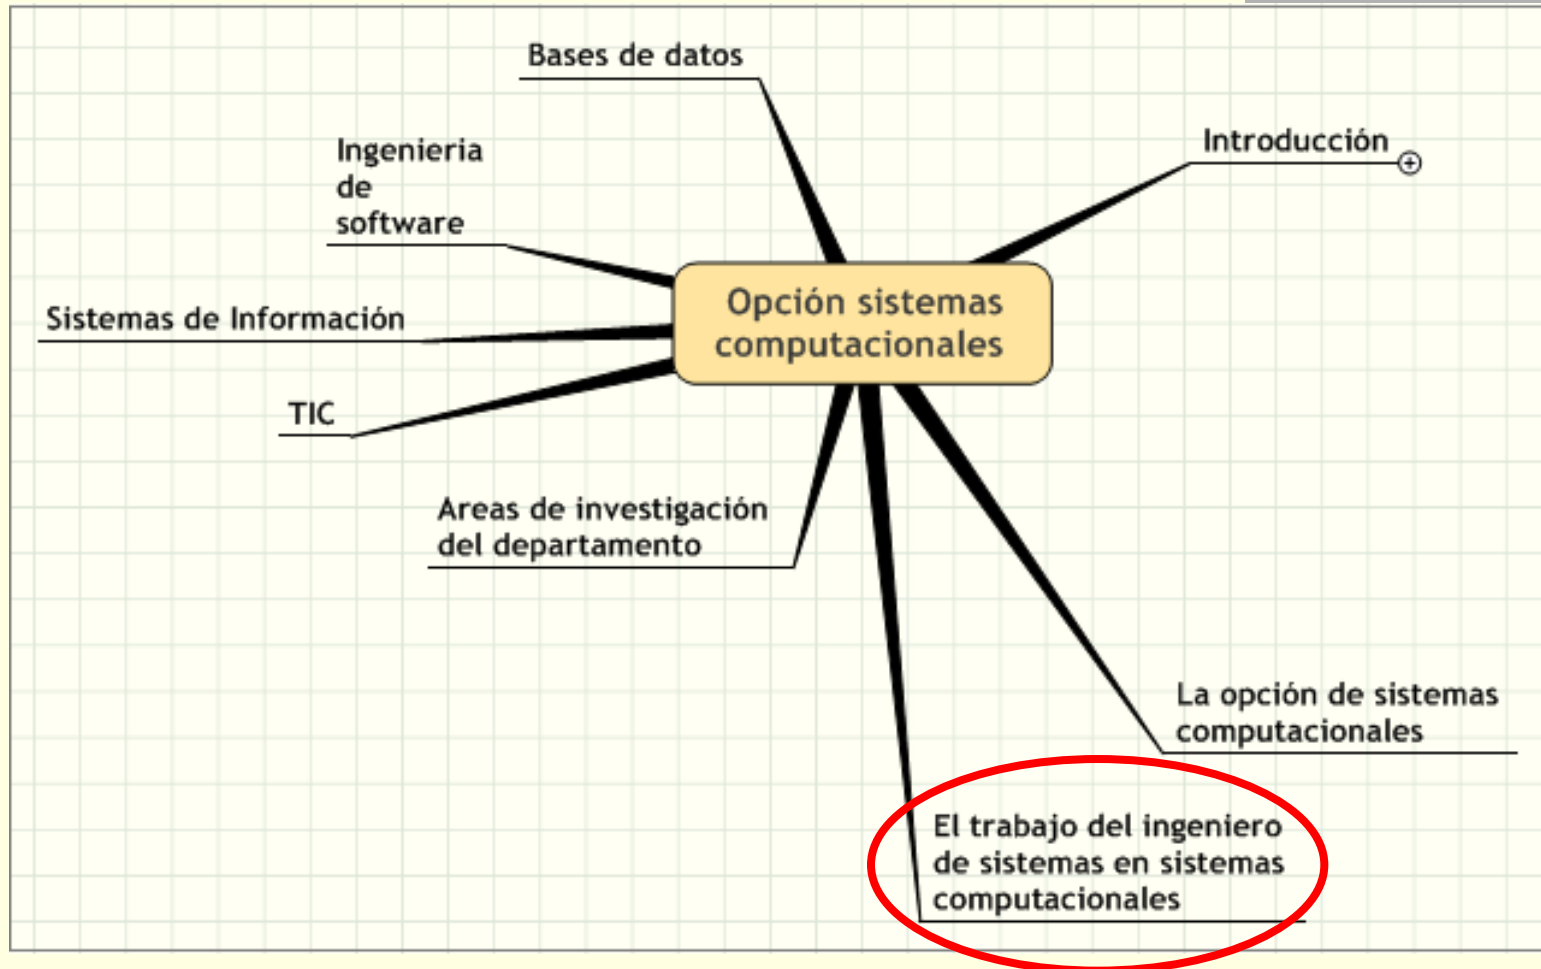 Bases de datos
Introducción
Ingenieria
de
software
Opción sistemas
computacionales
Sistemas de Información
TIC
Areas de investigación
del departamento
La opción de sistemas
computacionales
El trabajo del ingeniero
de sistemas en sistemas
computacionales